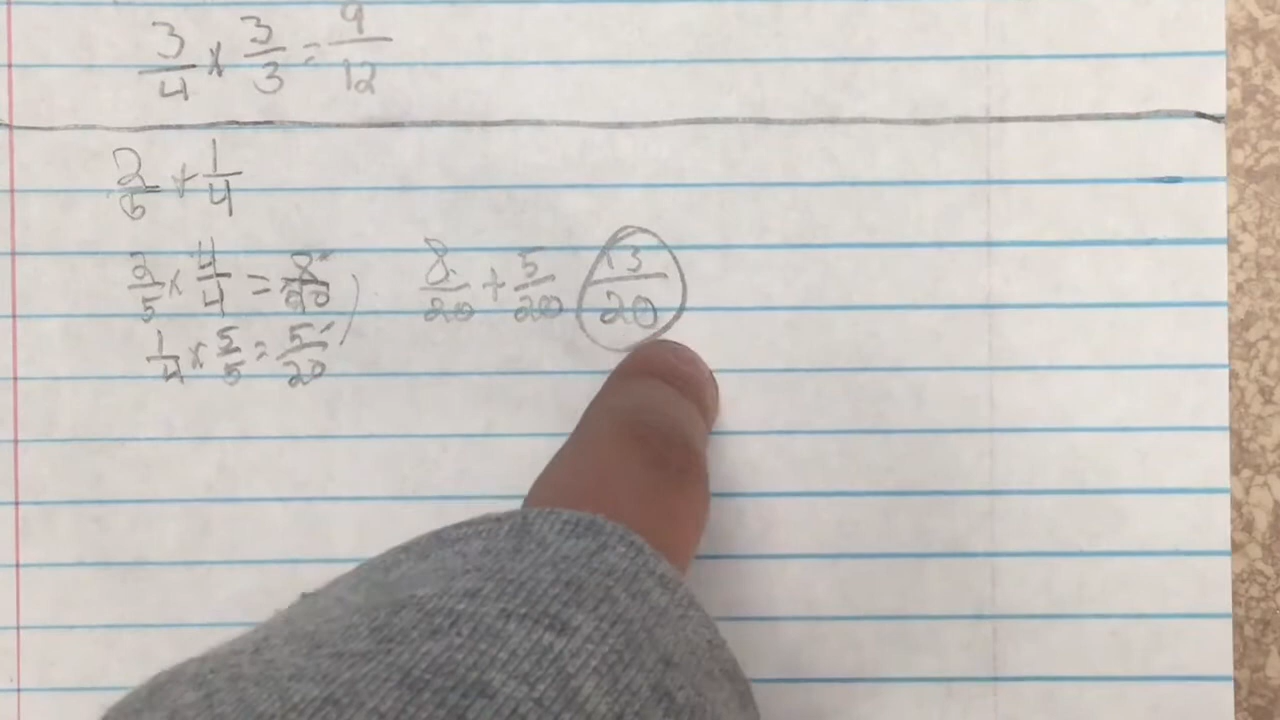 3/4 x 3/3 = 9/12
2/5 + 1/4
2/5 x 4/4 = 8/20 ) 8/20 + 5/20 13/20
1/4 x 5/5 = 5/20